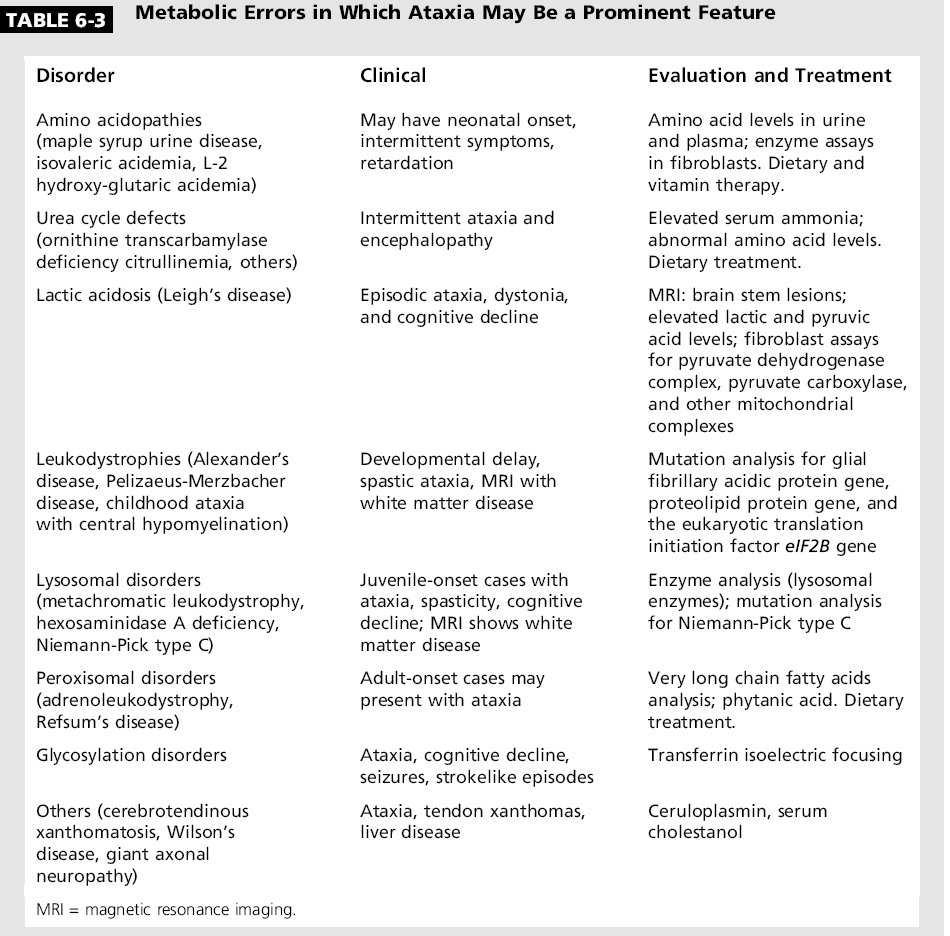 TABLE 6-3 Metabolic Errors in Which Ataxia May Be a Prominent Feature
Disorder
Clinical
Evaluation and Treatment
Amino acidopathies
(maple syrup urine disease,
isovaleric acidemia, L-2
hydroxy-glutaric acidemia)
May have neonatal onset,
intermittent symptoms,
retardation
Amino acid levels in urine
and plasma; enzyme assays
in fibroblasts. Dietary and
vitamin therapy.
Urea cycle defects
(ornithine transcarbamylase
deficiency citrullinemia, others)
Intermittent ataxia and
encephalopathy
Elevated serum ammonia;
abnormal amino acid levels.
Dietary treatment.
Lactic acidosis (Leigh's disease)
Episodic ataxia, dystonia,
and cognitive decline
MRI: brain stem lesions;
elevated lactic and pyruvic
acid levels; fibroblast assays
for pyruvate dehydrogenase
complex, pyruvate carboxylase,
and other mitochondrial
complexes
Leukodystrophies (Alexander's
disease, Pelizaeus-Merzbacher
disease, childhood ataxia
with central hypomyelination)
Developmental delay,
spastic ataxia, MRI with
white matter disease
Mutation analysis for glial
fibrillary acidic protein gene,
proteolipid protein gene, and
the eukaryotic translation
initiation factor eIF2B gene
Lysosomal disorders
(metachromatic leukodystrophy,
hexosaminidase A deficiency,
Niemann-Pick type C)
Juvenile-onset cases with
ataxia, spasticity, cognitive
decline; MRI shows white
matter disease
Enzyme analysis (lysosomal
enzymes); mutation analysis
for Niemann-Pick type C
Peroxisomal disorders
(adrenoleukodystrophy,
Refsum's disease)
Adult-onset cases may
present with ataxia
Very long chain fatty acids
analysis; phytanic acid. Dietary
treatment.
Glycosylation disorders
Ataxia, cognitive decline,
seizures, strokelike episodes
Transferrin isoelectric focusing
Others (cerebrotendinous
xanthomatosis, Wilson's
disease, giant axonal
neuropathy)
Ataxia, tendon xanthomas,
liver disease
Ceruloplasmin, serum
cholestanol
MRI = magnetic resonance imaging.